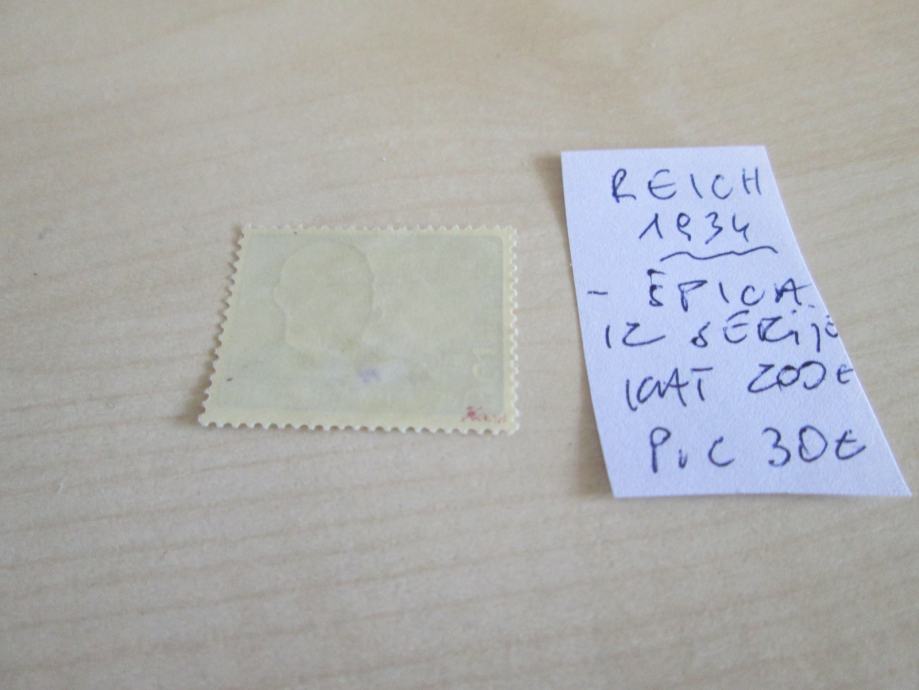 REICH
1934
- ŠPICA
IZ SERIJE
KAT 200€
P.C 30€